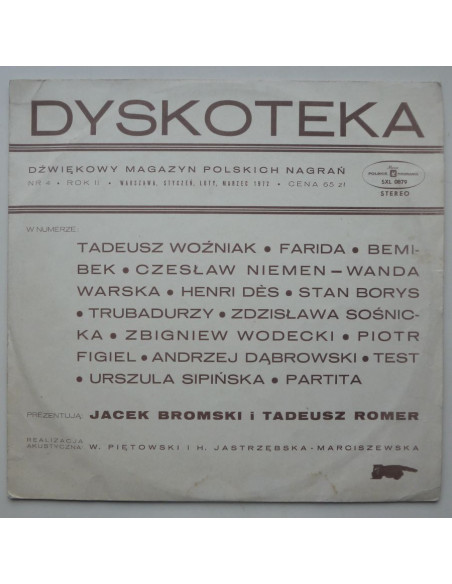 DYSKOTEKA
DŹWIĘKOWY MAGAZYN POLSKICH NAGRAŃ
NR 4 • ROK II • WARSZAWA, STYCZEŃ, LUTY, MARZEC 1972 • CENA 65 zł
SXL 0874
STEREO
W NUMERZE:
TADEUSZ WOŹNIAK • FARIDA • BEMI-
BEK • CZESŁAW NIEMEN – WANDA
WARSKA • HENRI DÈS • STAN BORYS
• TRUBADURZY • ZDZISŁAWA SOŚNIC-
KA • ZBIGNIEW WODECKI • PIOTR
FIGIEL • ANDRZEJ DĄBROWSKI • TEST
• URSZULA SIPIŃSKA • PARTITA
PREZENTUJĄ: JACEK BROMSKI i TADEUSZ ROMER
REALIZACJA
AKUSTYCZNA: W. PIĘTOWSKI I H. JASTRZĘBSKA-MARCISZEWSKA